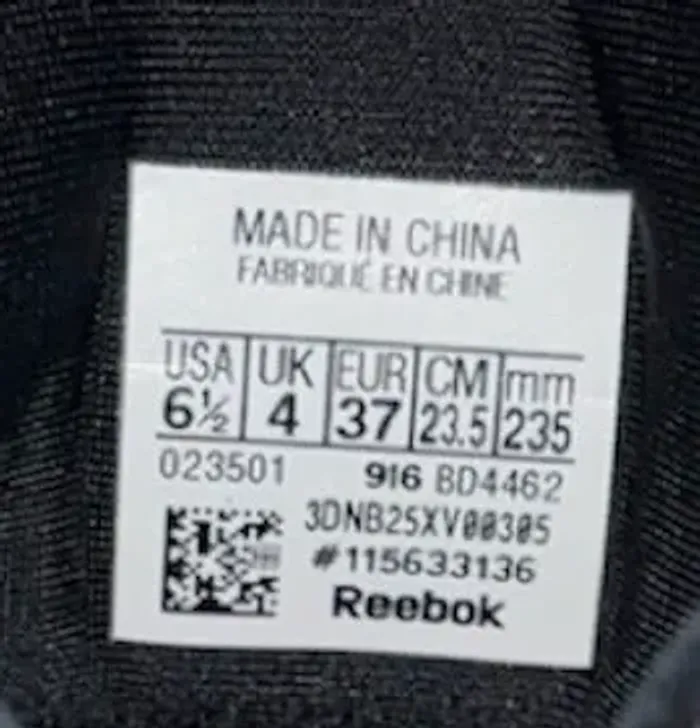 MADE IN CHINA
FABRIQUÉ EN CHINE
USA UK EUR CM mm
6½ 4 37 23.5 235
023501 916 BD4462
3DNB25XV00305
#115633136
Reebok